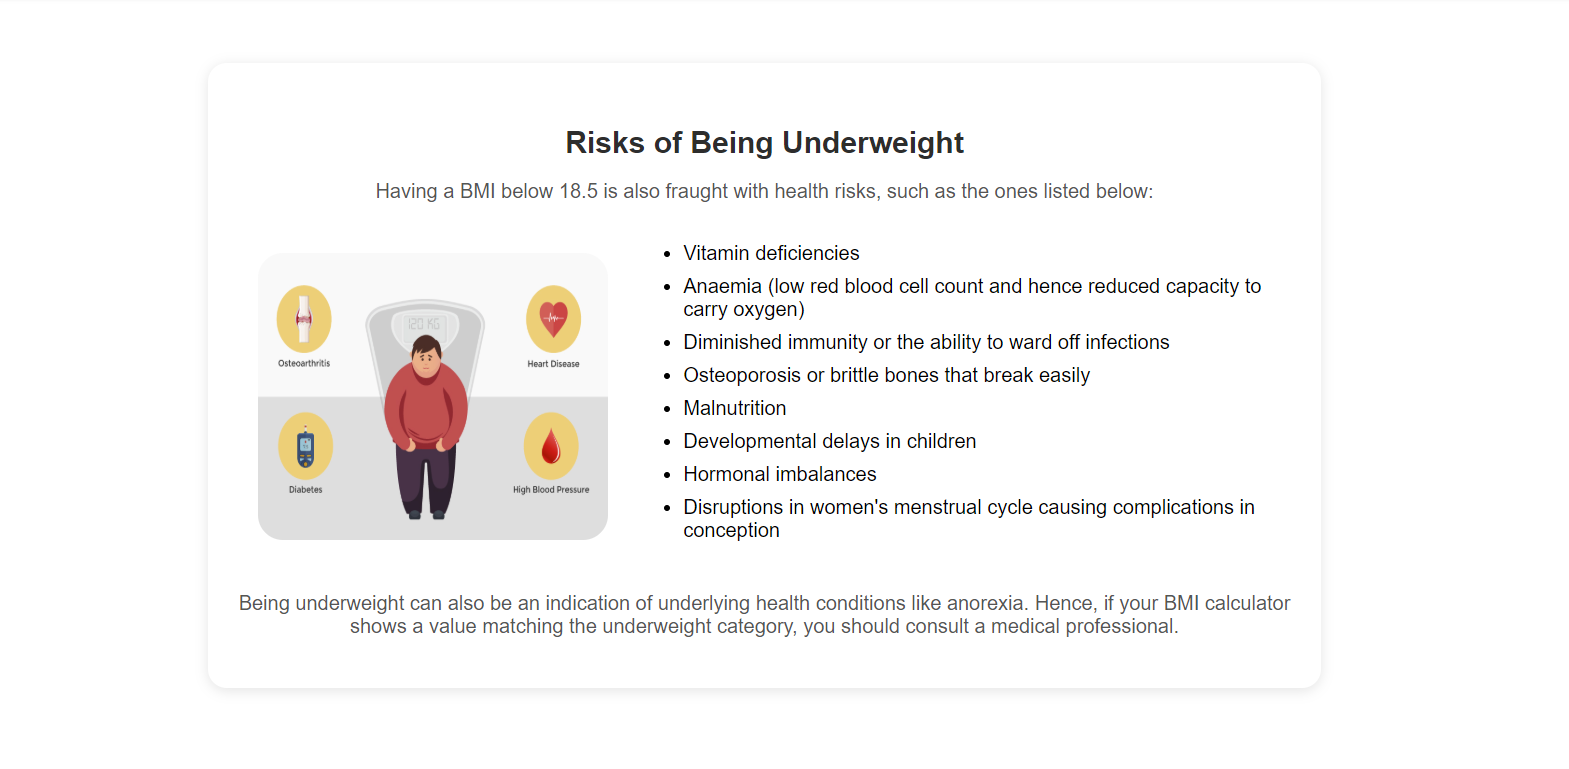 Risks of Being Underweight
Having a BMI below 18.5 is also fraught with health risks, such as the ones listed below:
120 KG
Osteoarthritis
Heart Disease
Diabetes
High Blood Pressure
• Vitamin deficiencies
• Anaemia (low red blood cell count and hence reduced capacity to
carry oxygen)
• Diminished immunity or the ability to ward off infections
• Osteoporosis or brittle bones that break easily
• Malnutrition
• Developmental delays in children
• Hormonal imbalances
• Disruptions in women's menstrual cycle causing complications in
conception
Being underweight can also be an indication of underlying health conditions like anorexia. Hence, if your BMI calculator
shows a value matching the underweight category, you should consult a medical professional.